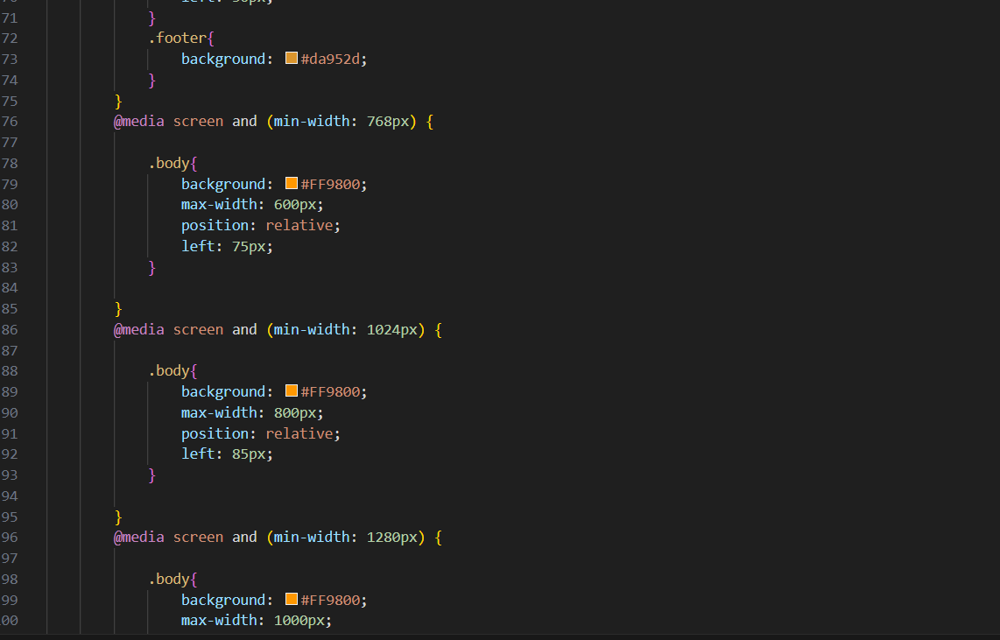 71 }
72 .footer{
73 background: #da952d;
74 }
75 }
76 @media screen and (min-width: 768px) {
77
78 .body{
79 background: #FF9800;
80 max-width: 600px;
81 position: relative;
82 left: 75px;
83 }
84
85 }
86 @media screen and (min-width: 1024px) {
87
88 .body{
89 background: #FF9800;
90 max-width: 800px;
91 position: relative;
92 left: 85px;
93 }
94
95 }
96 @media screen and (min-width: 1280px) {
97
98 .body{
99 background: #FF9800;
00 max-width: 1000px;